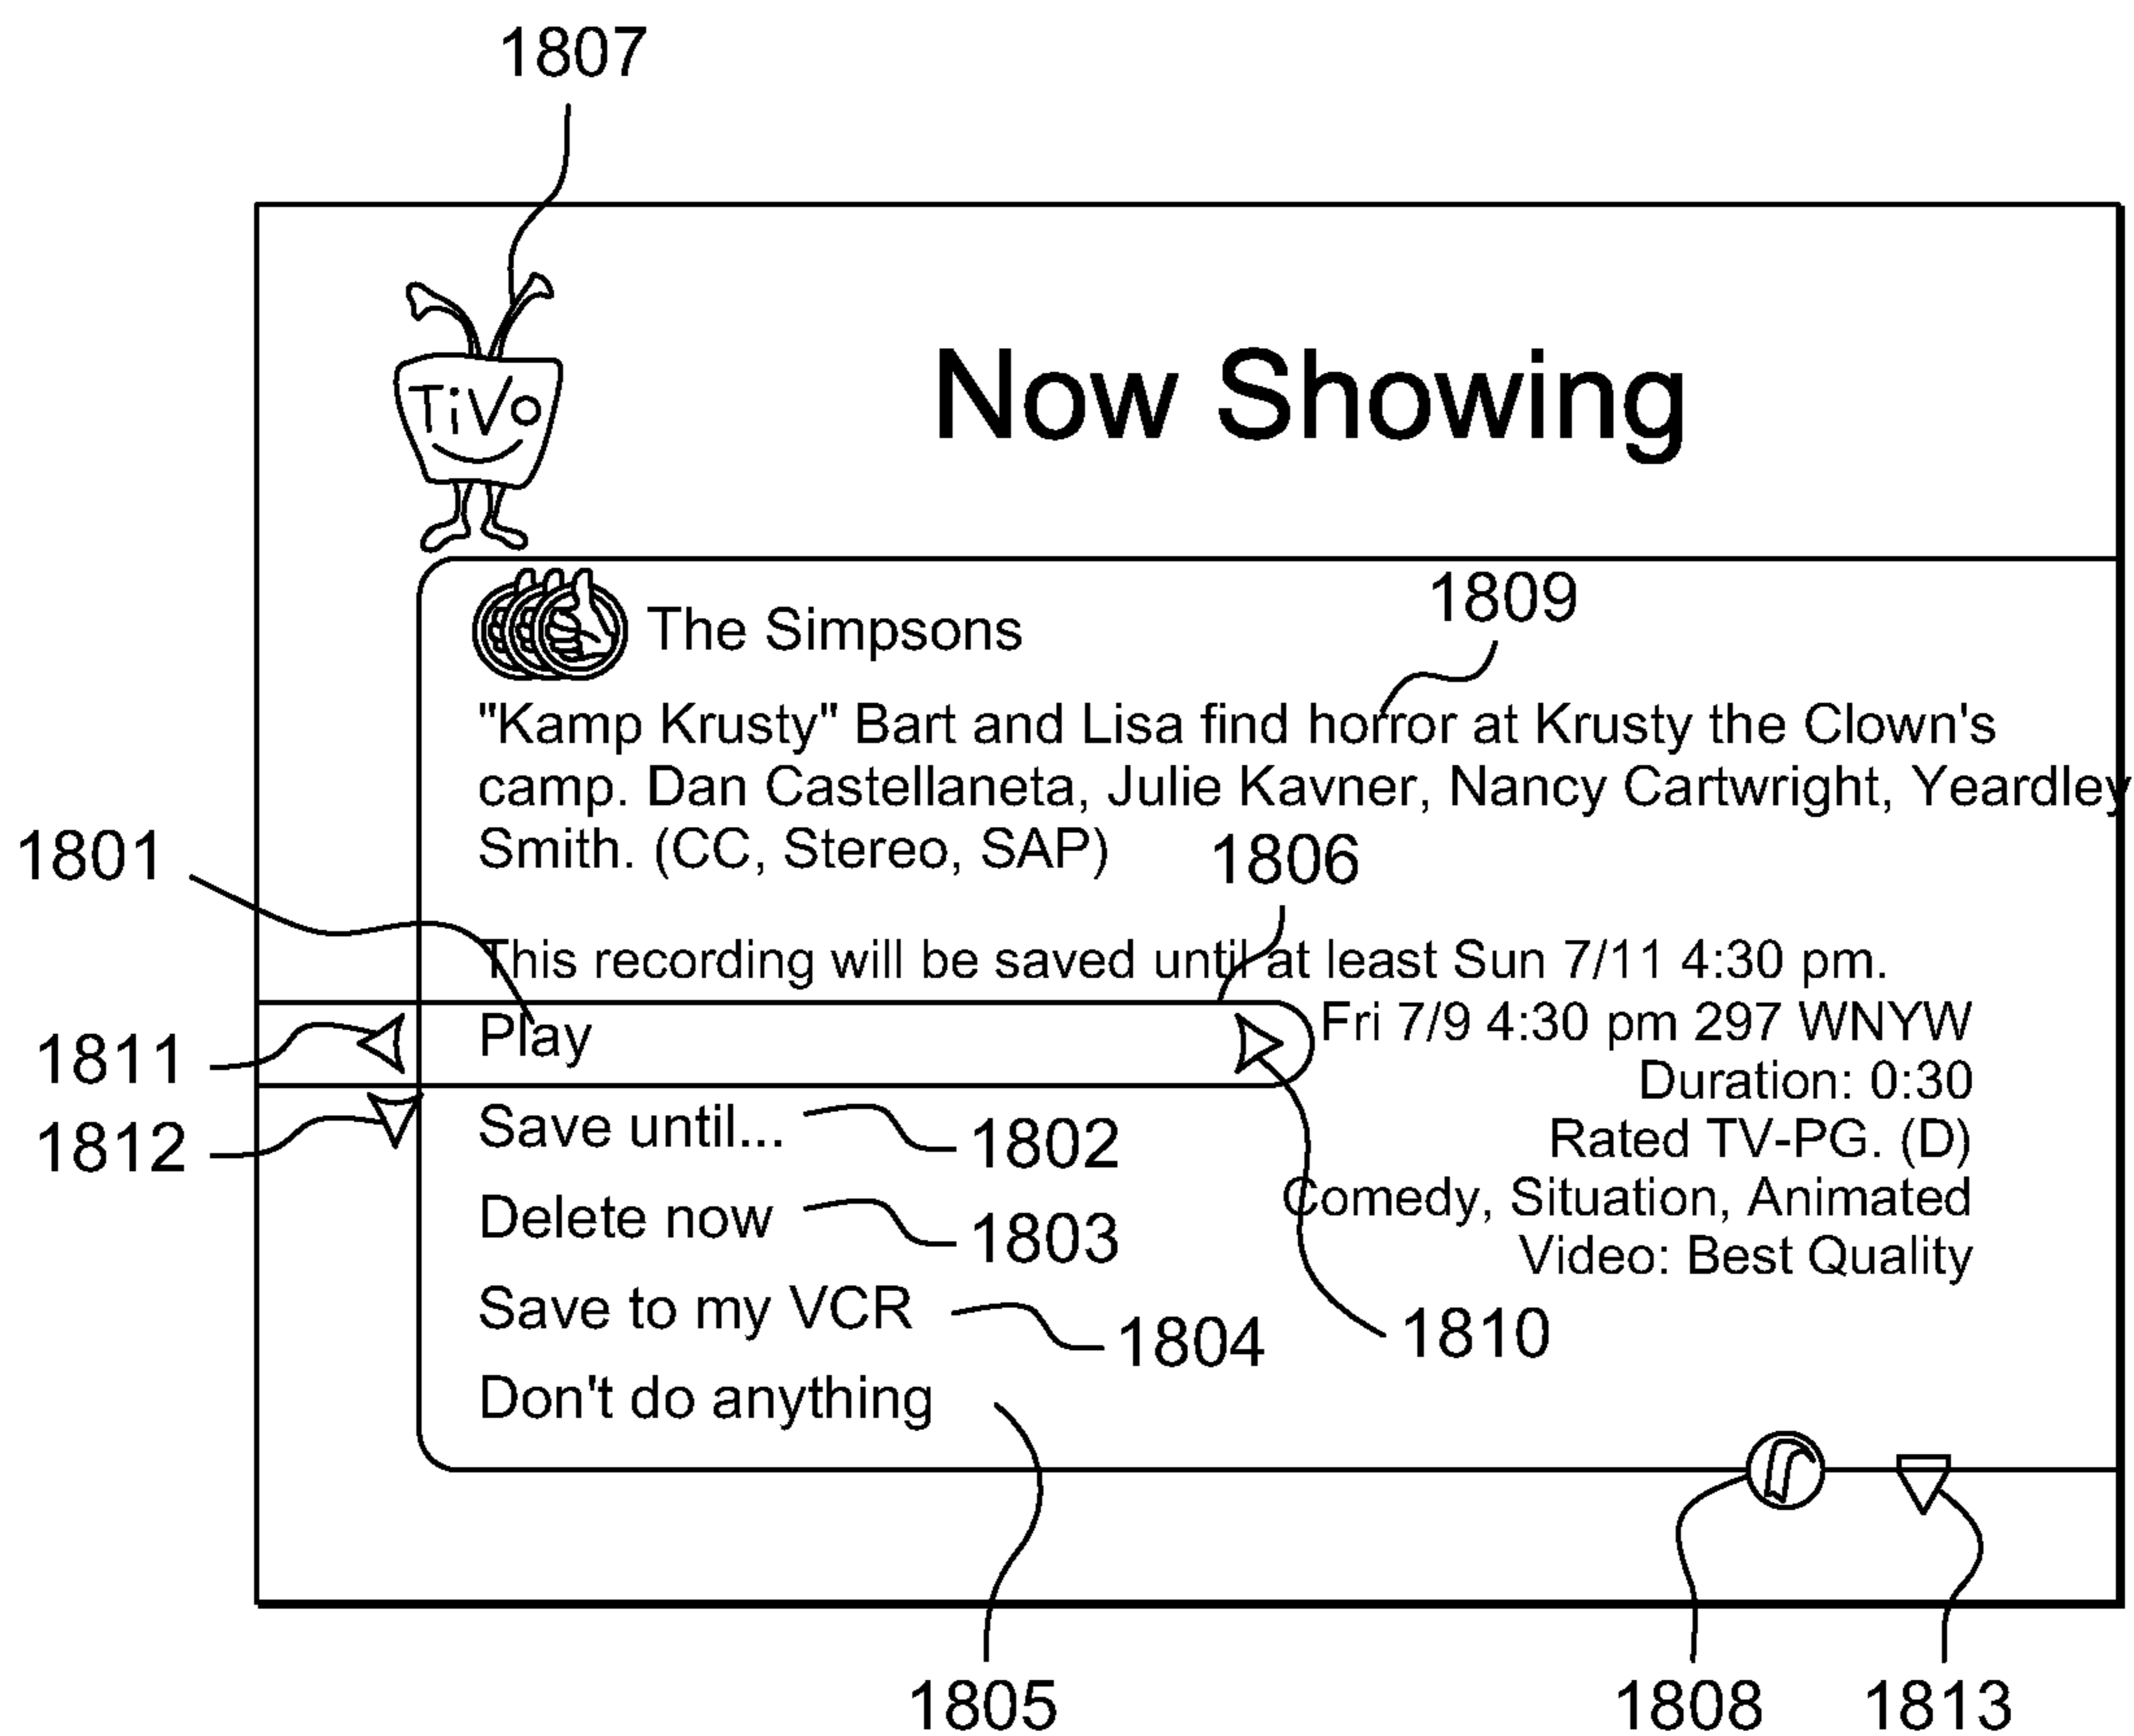 1807
TiVo
Now Showing
1809
The Simpsons
"Kamp Krusty" Bart and Lisa find horror at Krusty the Clown's
camp. Dan Castellaneta, Julie Kavner, Nancy Cartwright, Yeardley
Smith. (CC, Stereo, SAP)
1806
1801
This recording will be saved until at least Sun 7/11 4:30 pm.
Play
Fri 7/9 4:30 pm 297 WNYW
1811
Duration: 0:30
Save until...
1802
Rated TV-PG. (D)
1812
Comedy, Situation, Animated
Delete now
1803
Video: Best Quality
Save to my VCR
1804
1810
Don't do anything
1805
1808
1813